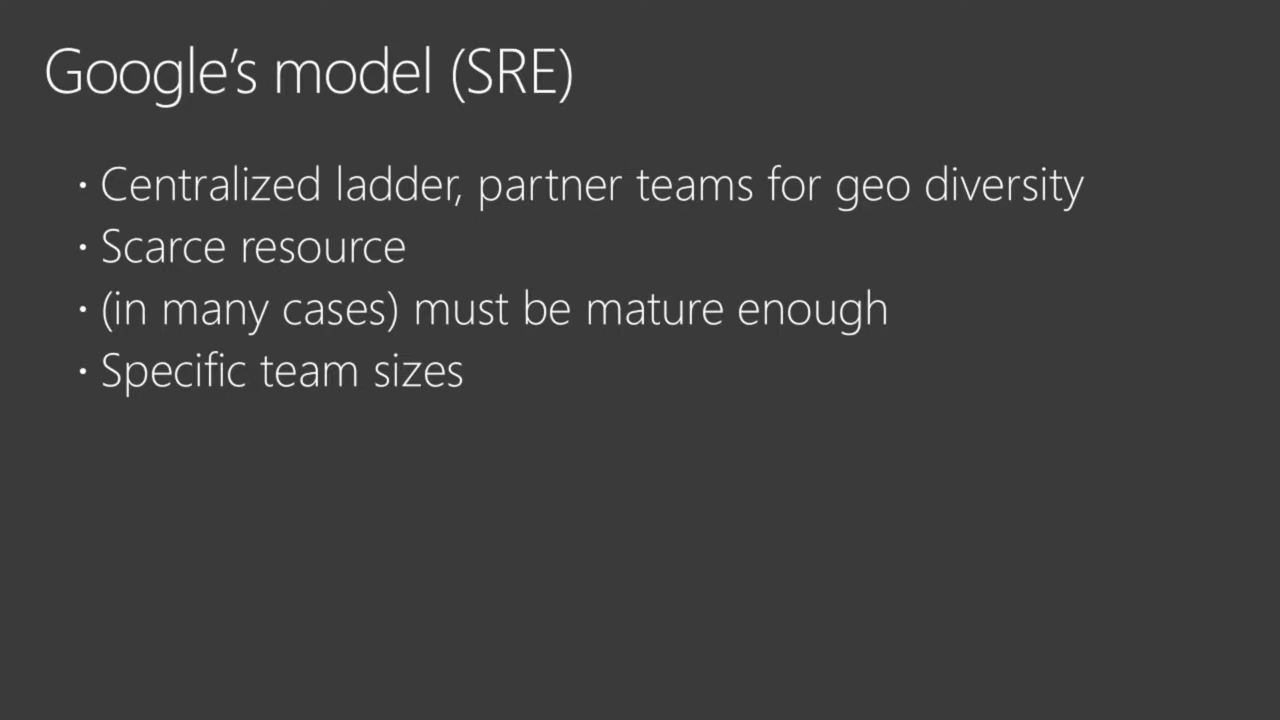 Google’s model (SRE)
· Centralized ladder, partner teams for geo diversity
· Scarce resource
· (in many cases) must be mature enough
· Specific team sizes